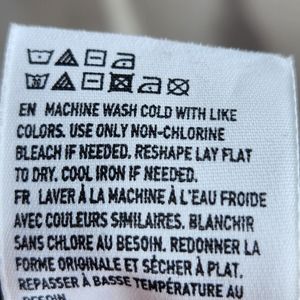 EN MACHINE WASH COLD WITH LIKE
COLORS. USE ONLY NON-CHLORINE
BLEACH IF NEEDED. RESHAPE LAY FLAT
TO DRY. COOL IRON IF NEEDED.
FR LAVER À LA MACHINE À L'EAU FROIDE
AVEC COULEURS SIMILAIRES. BLANCHIR
SANS CHLORE AU BESOIN. REDONNER LA
FORME ORIGINALE ET SÉCHER À PLAT.
REPASSER À BASSE TEMPÉRATURE AU
BESOIN